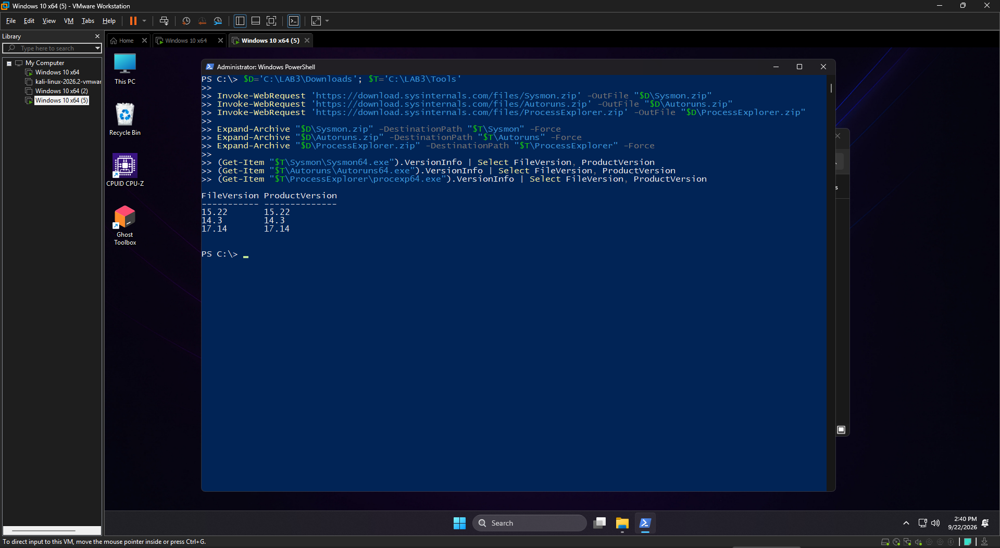 Windows 10 x64 (5) - VMware Workstation
File Edit View VM Tabs Help
Library
Type here to search
My Computer
Windows 10 x64
kali-linux-2026.2-vmwar
Windows 10 x64 (2)
Windows 10 x64 (5)
Home
Windows 10 x64
Windows 10 x64 (5)
This PC
Recycle Bin
CPUID CPU-Z
Ghost
Toolbox
Administrator: Windows PowerShell
PS C:\> $D='C:\LAB3\Downloads'; $T='C:\LAB3\Tools'
>>
>> Invoke-WebRequest 'https://download.sysinternals.com/files/Sysmon.zip' -OutFile "$D\Sysmon.zip"
>> Invoke-WebRequest 'https://download.sysinternals.com/files/Autoruns.zip' -OutFile "$D\Autoruns.zip"
>> Invoke-WebRequest 'https://download.sysinternals.com/files/ProcessExplorer.zip' -OutFile "$D\ProcessExplorer.zip"
>>
>> Expand-Archive "$D\Sysmon.zip" -DestinationPath "$T\Sysmon" -Force
>> Expand-Archive "$D\Autoruns.zip" -DestinationPath "$T\Autoruns" -Force
>> Expand-Archive "$D\ProcessExplorer.zip" -DestinationPath "$T\ProcessExplorer" -Force
>>
>> (Get-Item "$T\Sysmon\Sysmon64.exe").VersionInfo | Select FileVersion, ProductVersion
>> (Get-Item "$T\Autoruns\Autoruns64.exe").VersionInfo | Select FileVersion, ProductVersion
>> (Get-Item "$T\ProcessExplorer\procexp64.exe").VersionInfo | Select FileVersion, ProductVersion
FileVersion ProductVersion
----------- --------------
15.22 15.22
14.3 14.3
17.14 17.14
PS C:\>
s
Search
2:40 PM
9/22/2026
To direct input to this VM, move the mouse pointer inside or press Ctrl+G.